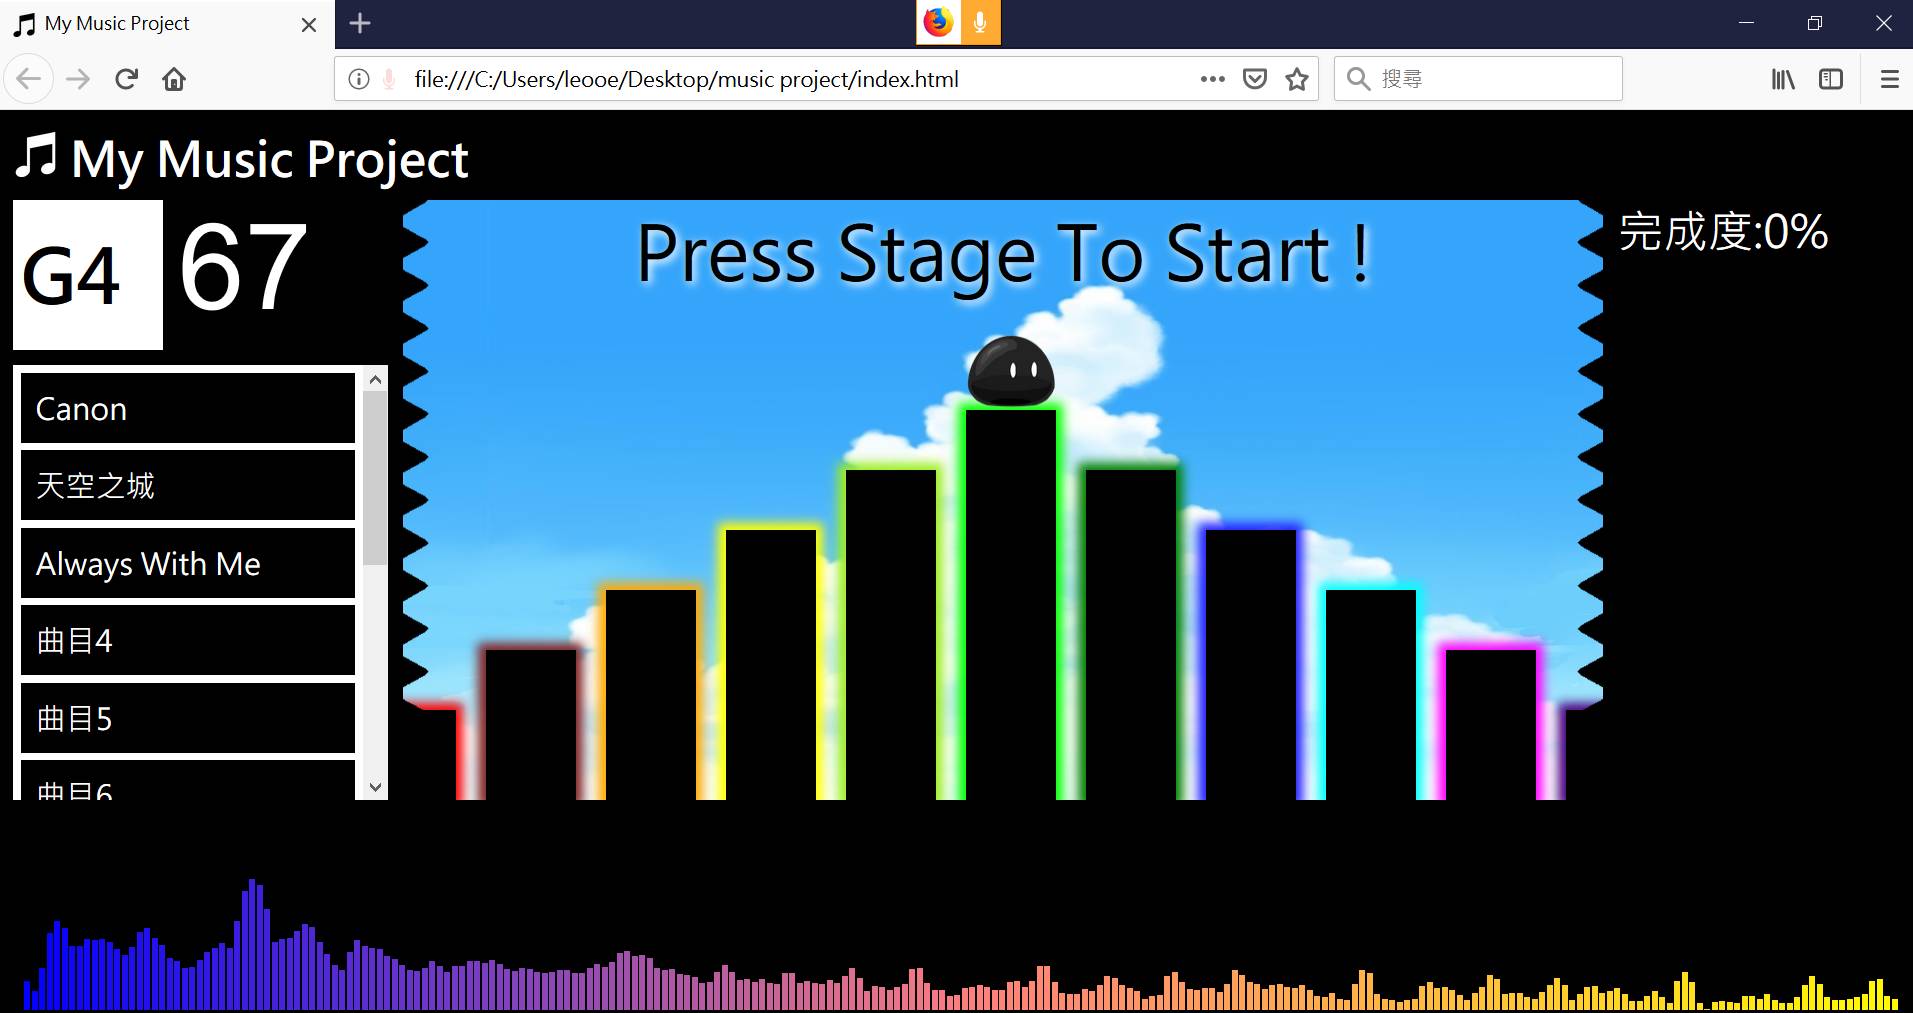 My Music Project
file:///C:/Users/leooe/Desktop/music project/index.html
搜尋
My Music Project
G4
67
Press Stage To Start !
完成度:0%
Canon
天空之城
Always With Me
曲目4
曲目5
曲目6